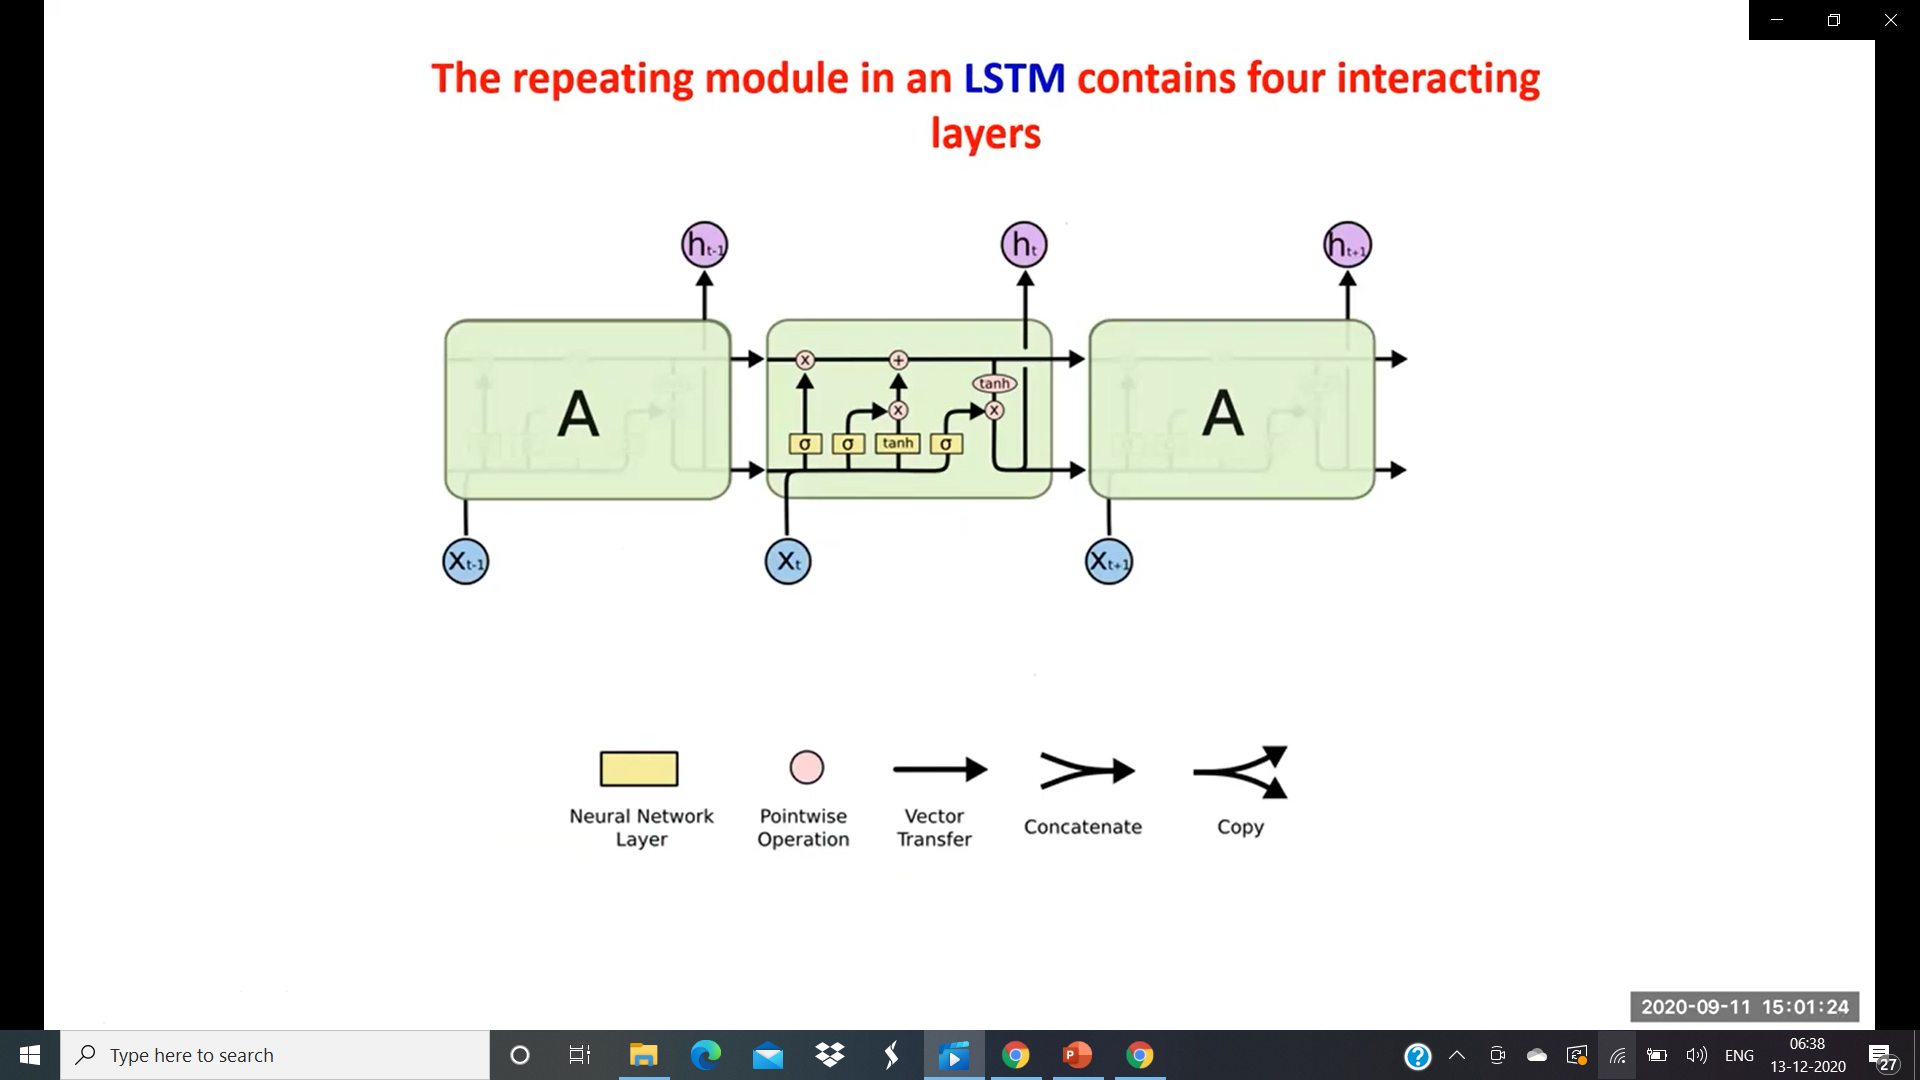 The repeating module in an LSTM contains four interacting
layers
ht-1
ht
ht+1
A
x
+
tanh
x
x
σ
σ
tanh
σ
A
Xt-1
Xt
Xt+1
Neural Network
Layer
Pointwise
Operation
Vector
Transfer
Concatenate
Copy
2020-09-11 15:01:24
Type here to search
ENG
06:38
13-12-2020
27